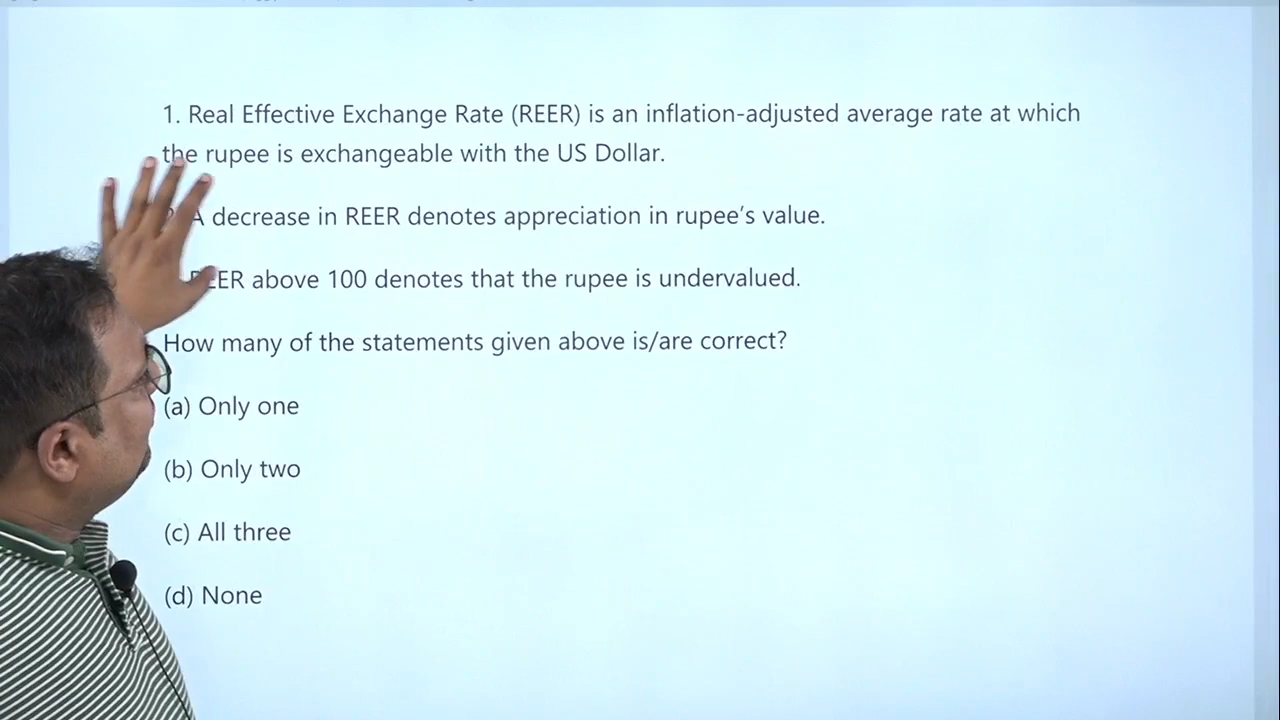 1. Real Effective Exchange Rate (REER) is an inflation-adjusted average rate at which
the rupee is exchangeable with the US Dollar.
A decrease in REER denotes appreciation in rupee’s value.
REER above 100 denotes that the rupee is undervalued.
How many of the statements given above is/are correct?
(a) Only one
(b) Only two
(c) All three
(d) None